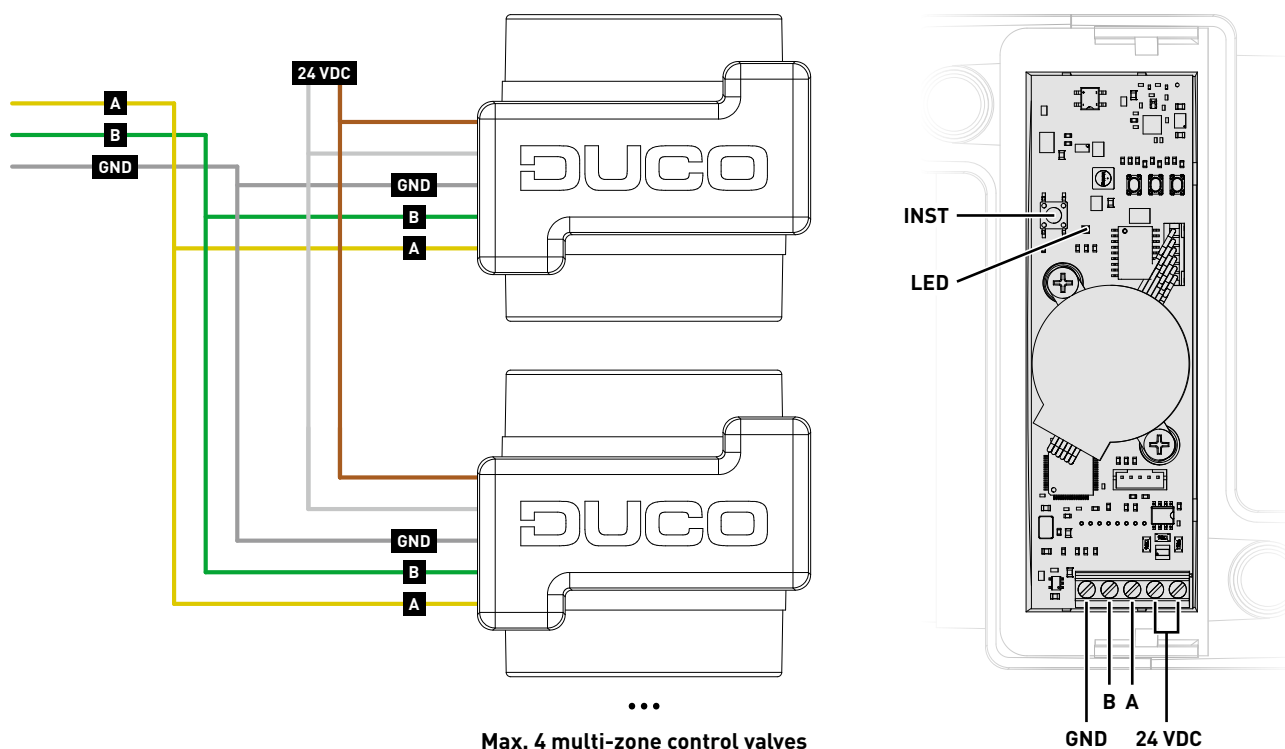 24 VDC
A
B
GND
DUCO
GND
B
A
DUCO
GND
B
A
...
Max. 4 multi-zone control valves
INST
LED
B A
GND 24 VDC